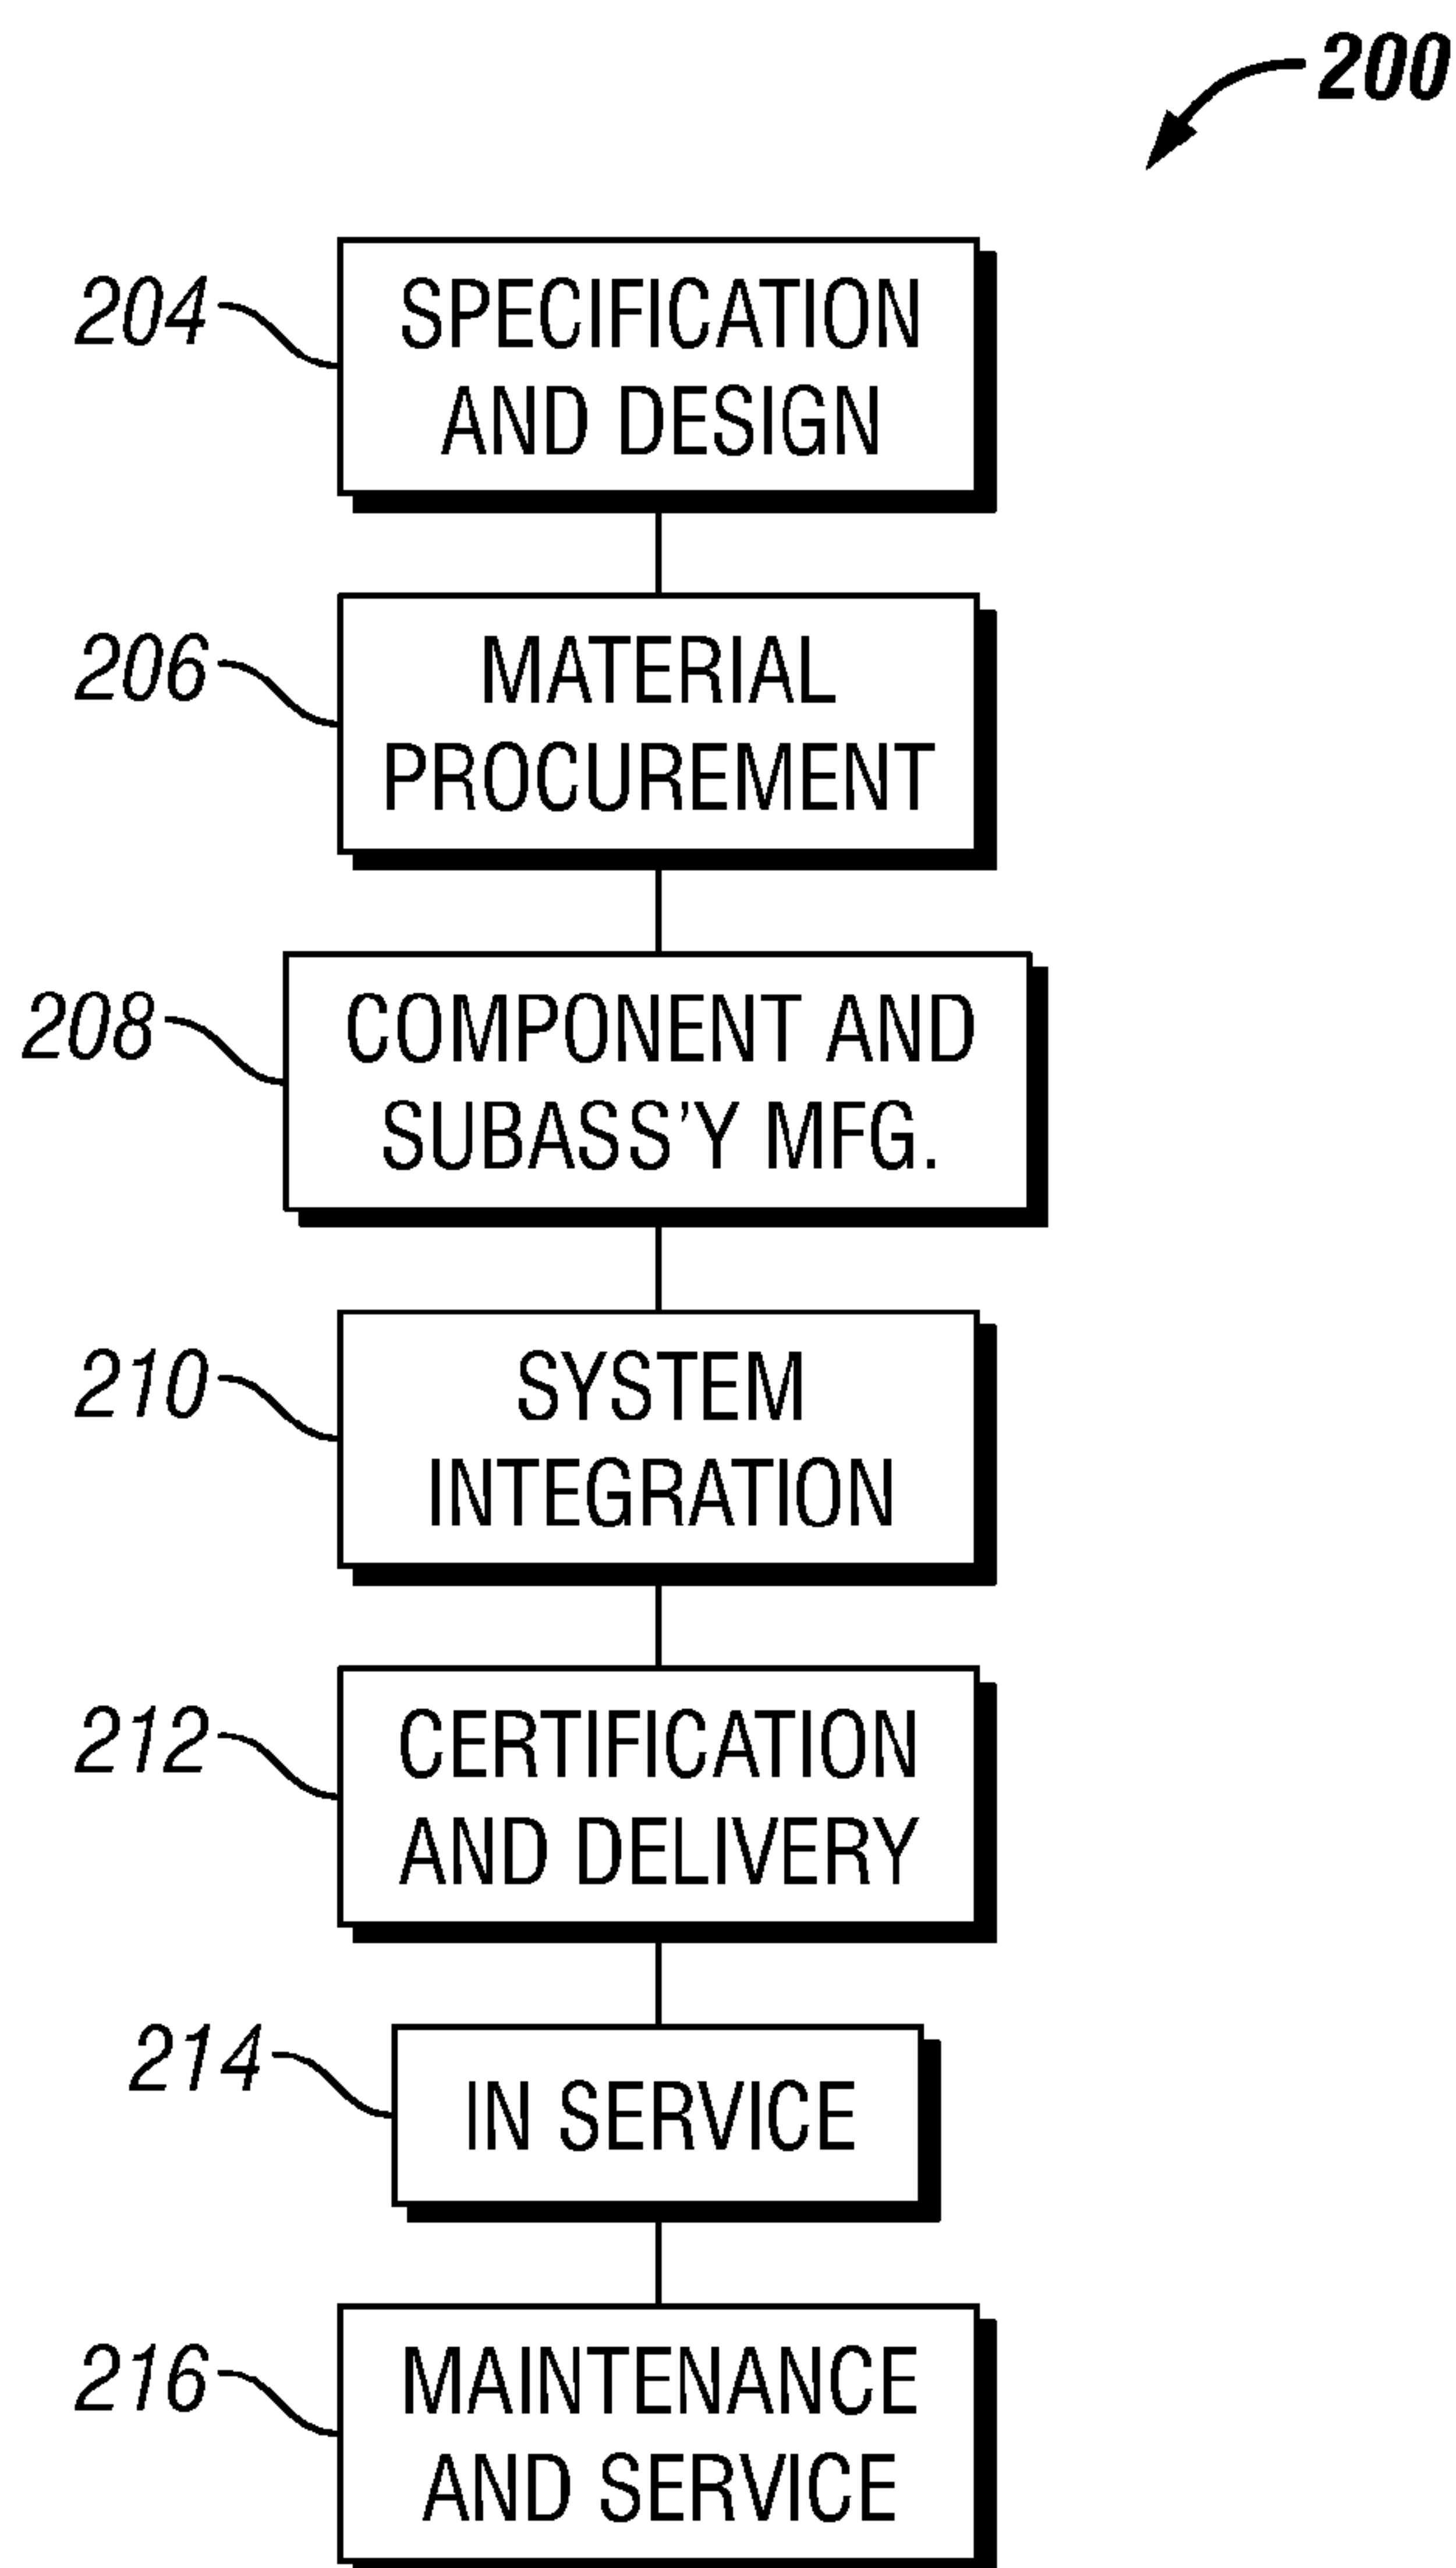 200
204
SPECIFICATION
AND DESIGN
206
MATERIAL
PROCUREMENT
208
COMPONENT AND
SUBASS'Y MFG.
210
SYSTEM
INTEGRATION
212
CERTIFICATION
AND DELIVERY
214
IN SERVICE
216
MAINTENANCE
AND SERVICE